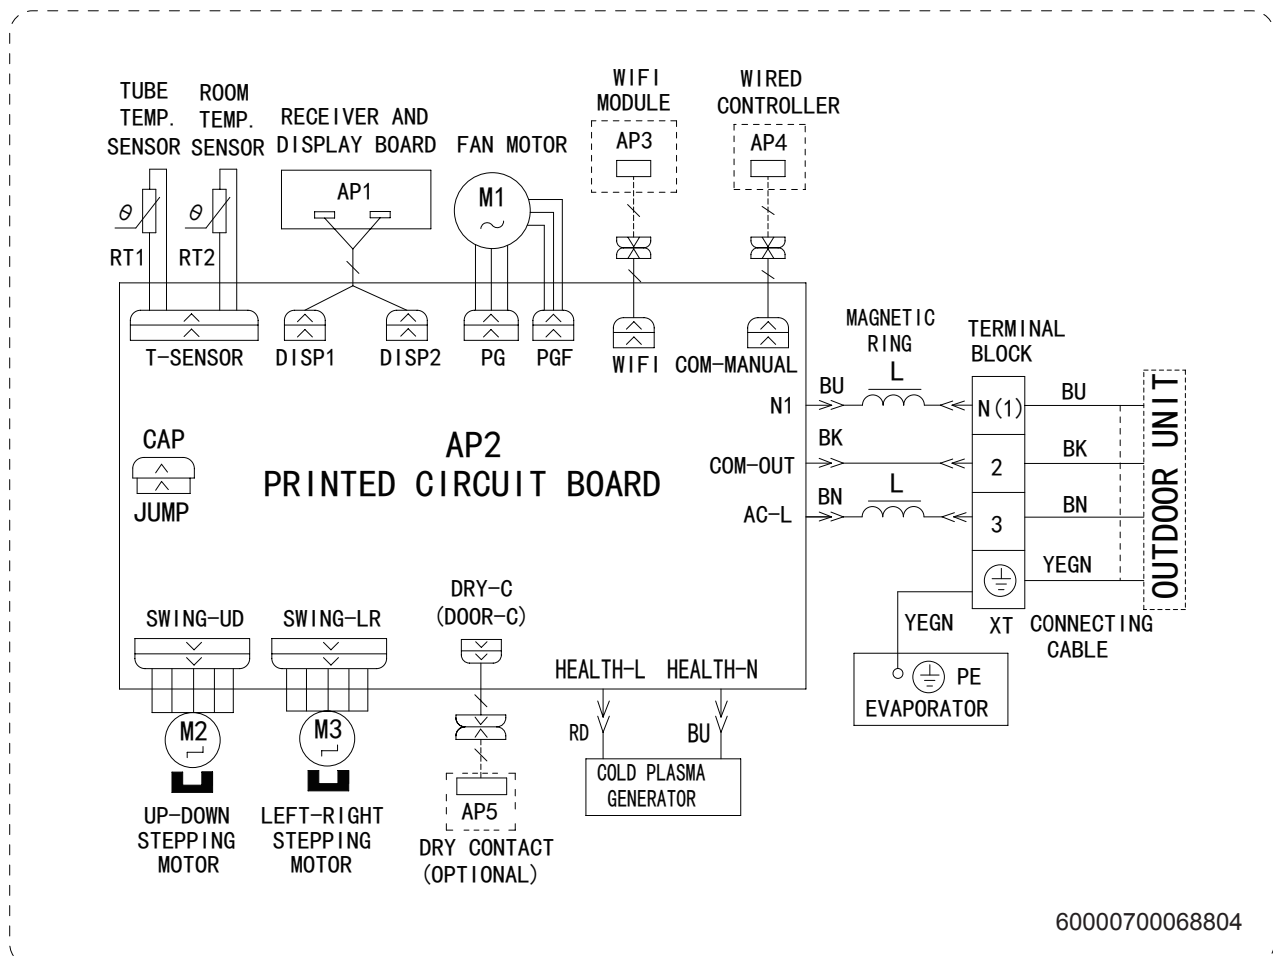 TUBE
TEMP.
SENSOR
ROOM
TEMP.
SENSOR
RECEIVER AND
DISPLAY BOARD
FAN MOTOR
WIFI
MODULE
WIRED
CONTROLLER
AP1
M1
AP3
AP4
θ
θ
RT1
RT2
T-SENSOR
DISP1
DISP2
PG
PGF
WIFI
COM-MANUAL
MAGNETIC
RING
TERMINAL
BLOCK
N1
BU
L
N(1)
BU
CAP
JUMP
AP2
PRINTED CIRCUIT BOARD
COM-OUT
BK
2
BK
AC-L
BN
L
3
BN
YEGN
OUTDOOR UNIT
XT
CONNECTING
CABLE
YEGN
PE
EVAPORATOR
SWING-UD
SWING-LR
DRY-C
(DOOR-C)
HEALTH-L
HEALTH-N
M2
M3
RD
BU
COLD PLASMA
GENERATOR
AP5
UP-DOWN
STEPPING
MOTOR
LEFT-RIGHT
STEPPING
MOTOR
DRY CONTACT
(OPTIONAL)
60000700068804